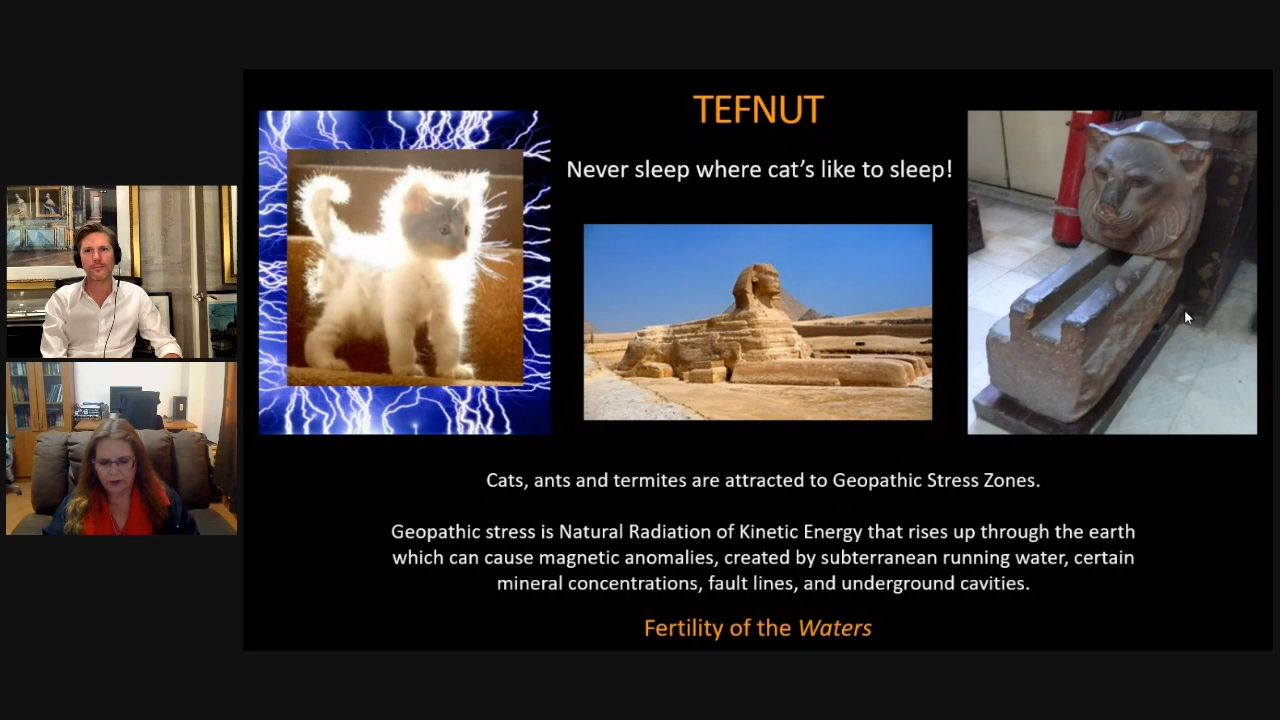 TEFNUT
Never sleep where cat’s like to sleep!
Cats, ants and termites are attracted to Geopathic Stress Zones.
Geopathic stress is Natural Radiation of Kinetic Energy that rises up through the earth
which can cause magnetic anomalies, created by subterranean running water, certain
mineral concentrations, fault lines, and underground cavities.
Fertility of the Waters